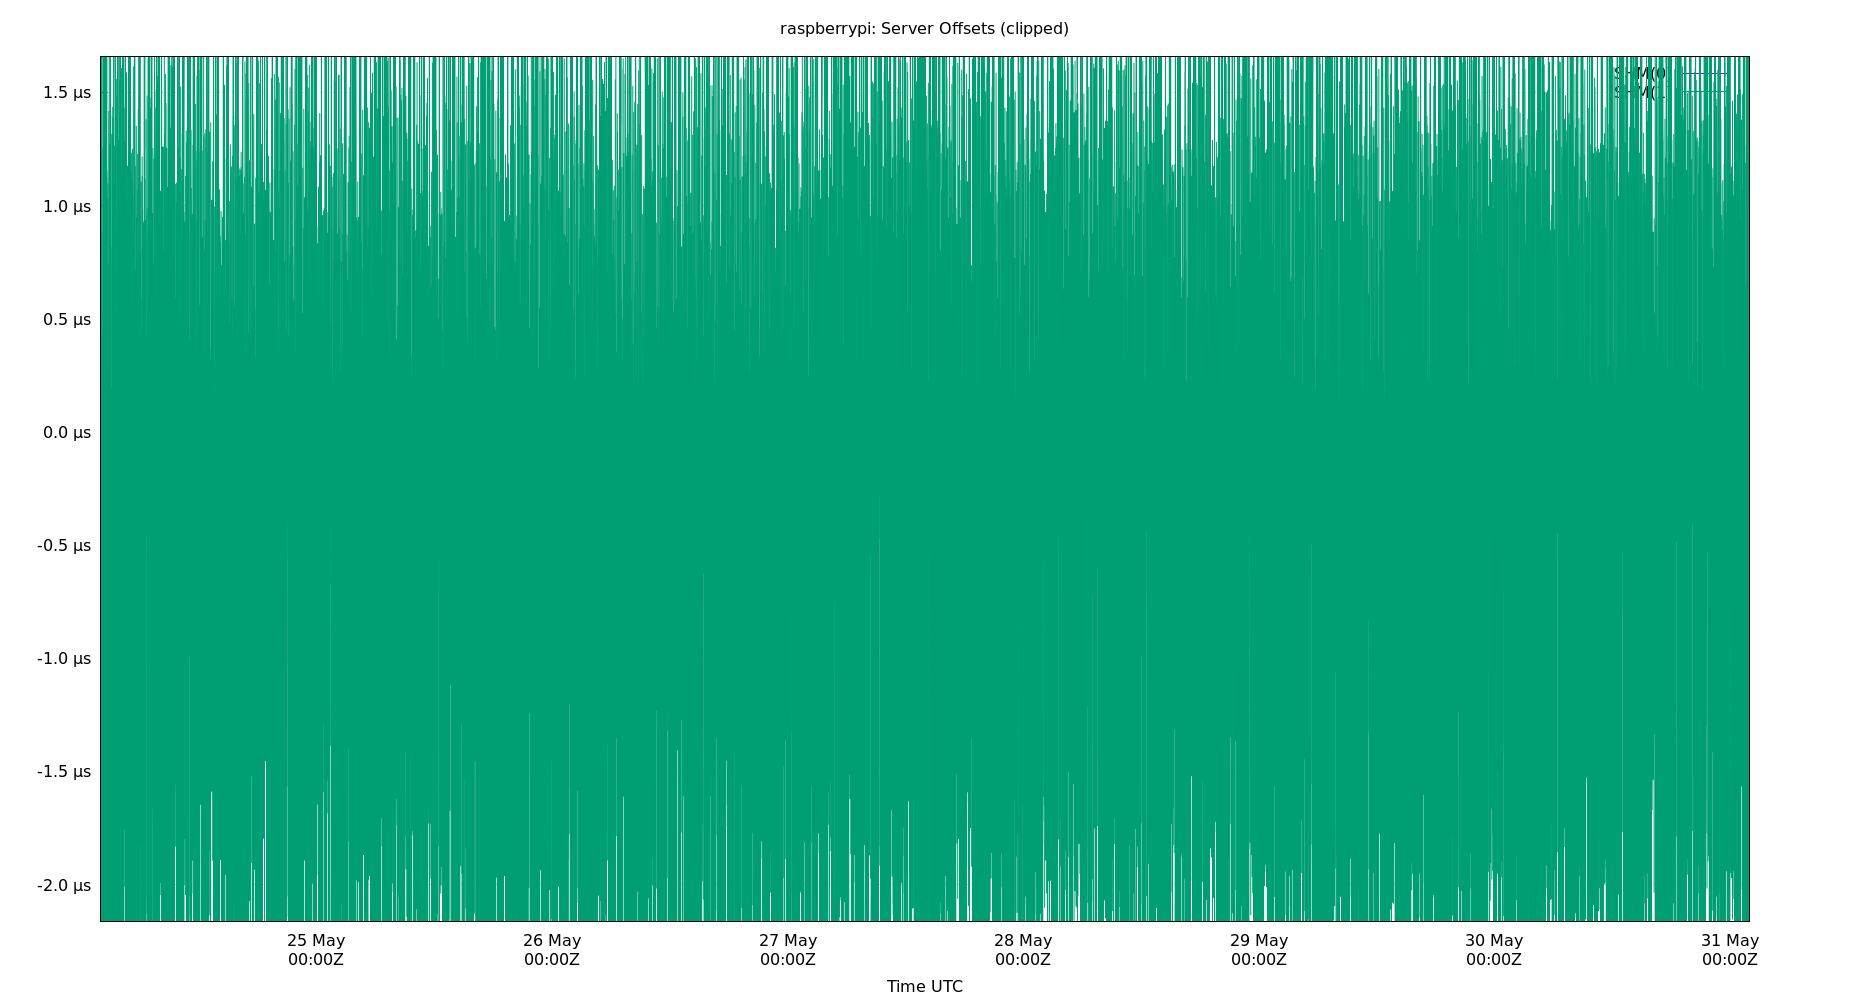 raspberrypi: Server Offsets (clipped)
1.5 µs
1.0 µs
0.5 µs
0.0 µs
-0.5 µs
-1.0 µs
-1.5 µs
-2.0 µs
25 May
00:00Z
26 May
00:00Z
27 May
00:00Z
28 May
00:00Z
29 May
00:00Z
30 May
00:00Z
31 May
00:00Z
Time UTC